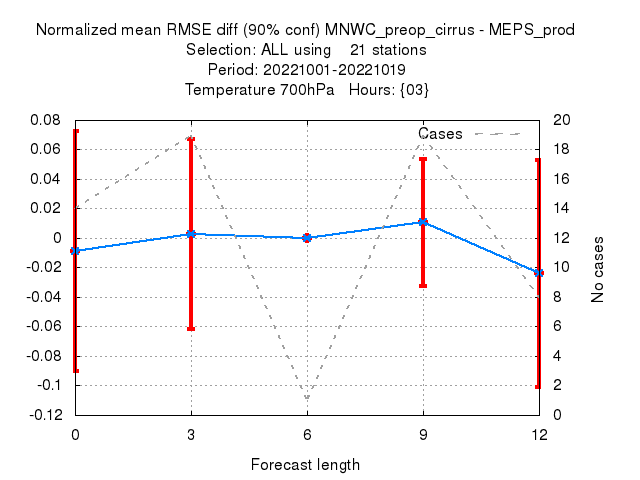 Normalized mean RMSE diff (90% conf) MNWC_preop_cirrus - MEPS_prod
Selection: ALL using    21 stations
Period: 20221001-20221019
Temperature 700hPa   Hours: {03}
Cases
0.08
0.06
0.04
0.02
0
-0.02
-0.04
-0.06
-0.08
-0.1
-0.12
20
18
16
14
12
10
8
6
4
2
0
No cases
0 3 6 9 12
Forecast length